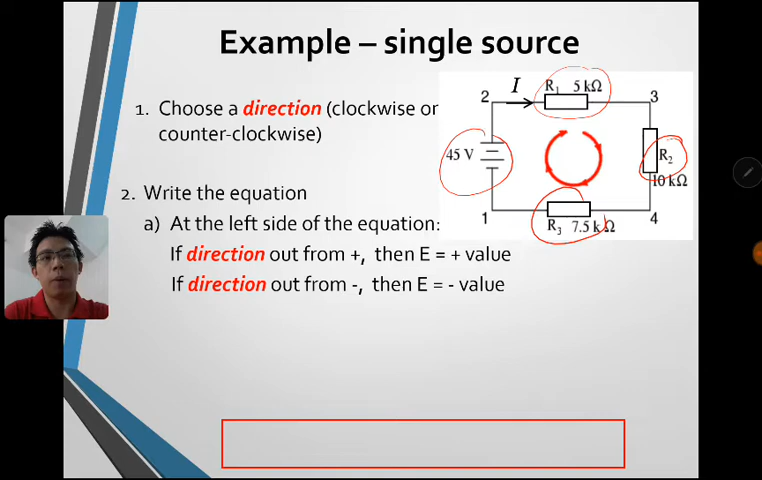 Example – single source
1. Choose a direction (clockwise or
counter-clockwise)
2. Write the equation
a) At the left side of the equation:
If direction out from +, then E = + value
If direction out from -, then E = - value
I
R1 5 kΩ
2
3
45 V
R2
10 kΩ
1
4
R3 7.5 kΩ